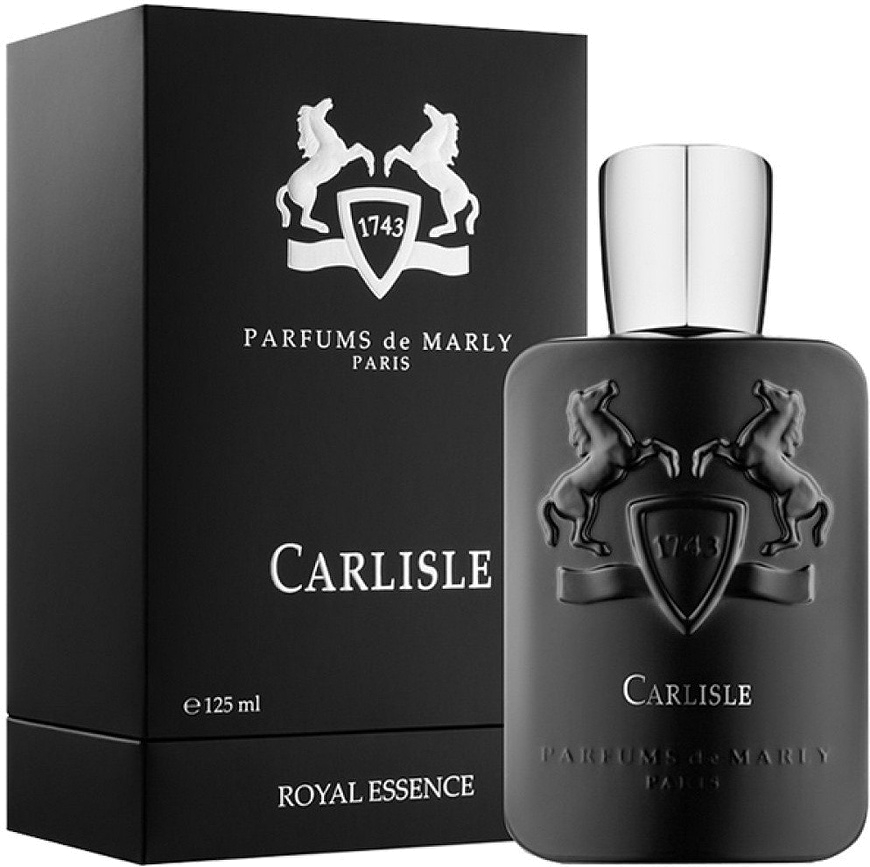 1743
PARFUMS de MARLY
PARIS
CARLISLE
℮ 125 ml
ROYAL ESSENCE
1743
CARLISLE
PARFUMS de MARLY
PARIS